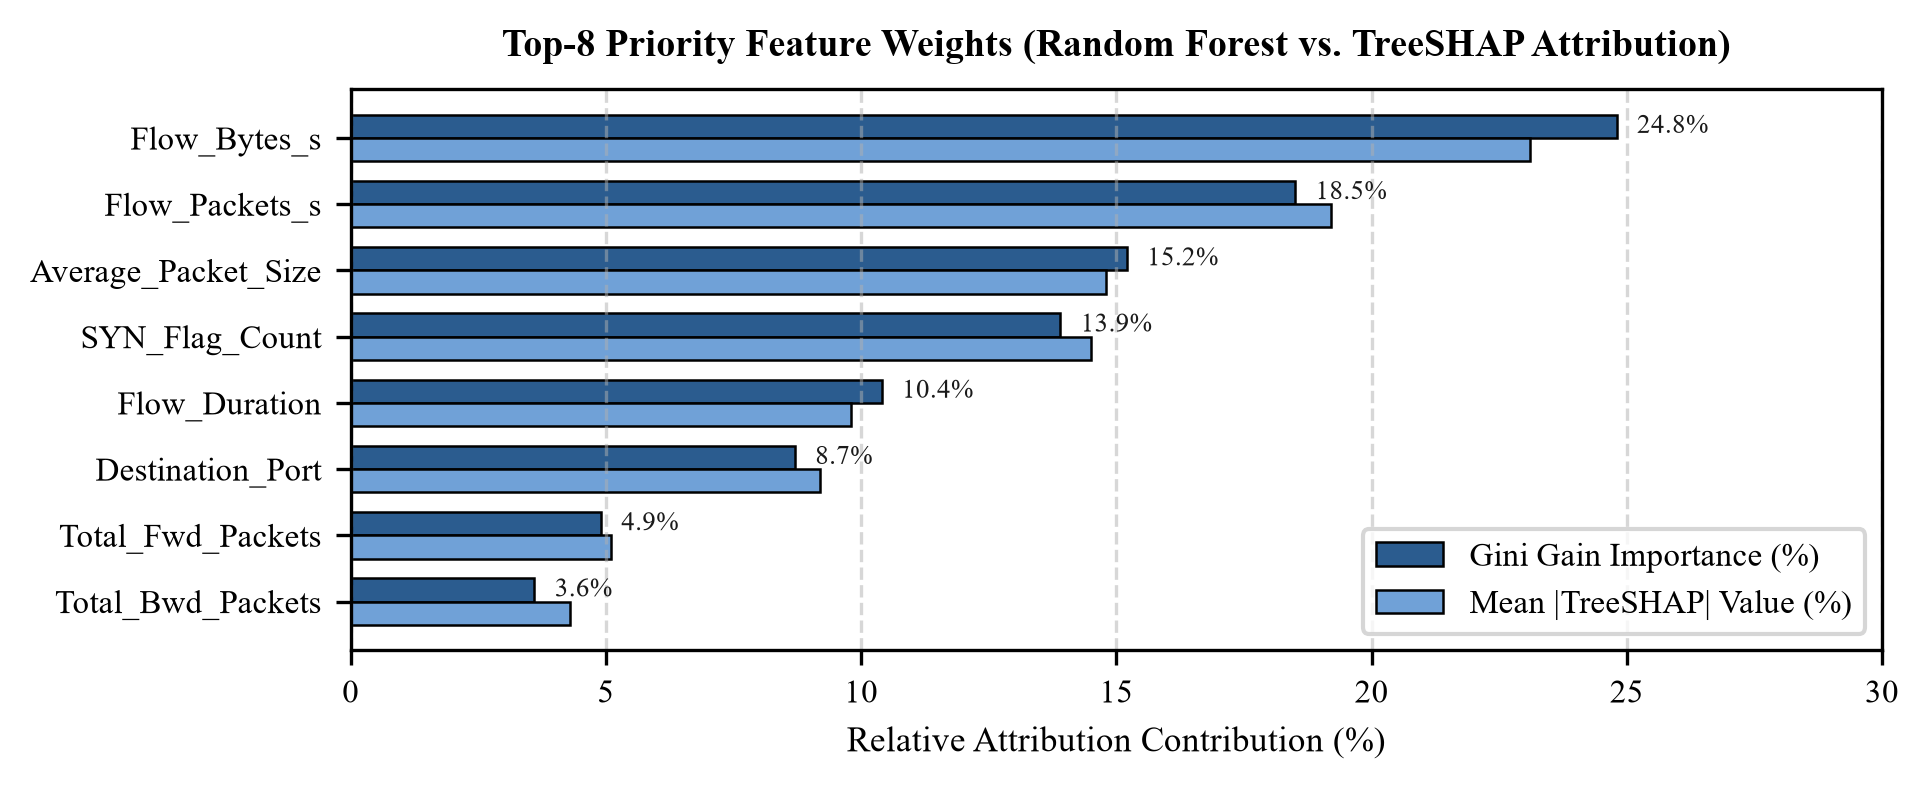 Top-8 Priority Feature Weights (Random Forest vs. TreeSHAP Attribution)
Flow_Bytes_s
24.8%
Flow_Packets_s
18.5%
Average_Packet_Size
15.2%
SYN_Flag_Count
13.9%
Flow_Duration
10.4%
Destination_Port
8.7%
Total_Fwd_Packets
4.9%
Total_Bwd_Packets
3.6%
Gini Gain Importance (%)
Mean |TreeSHAP| Value (%)
0 5 10 15 20 25 30
Relative Attribution Contribution (%)